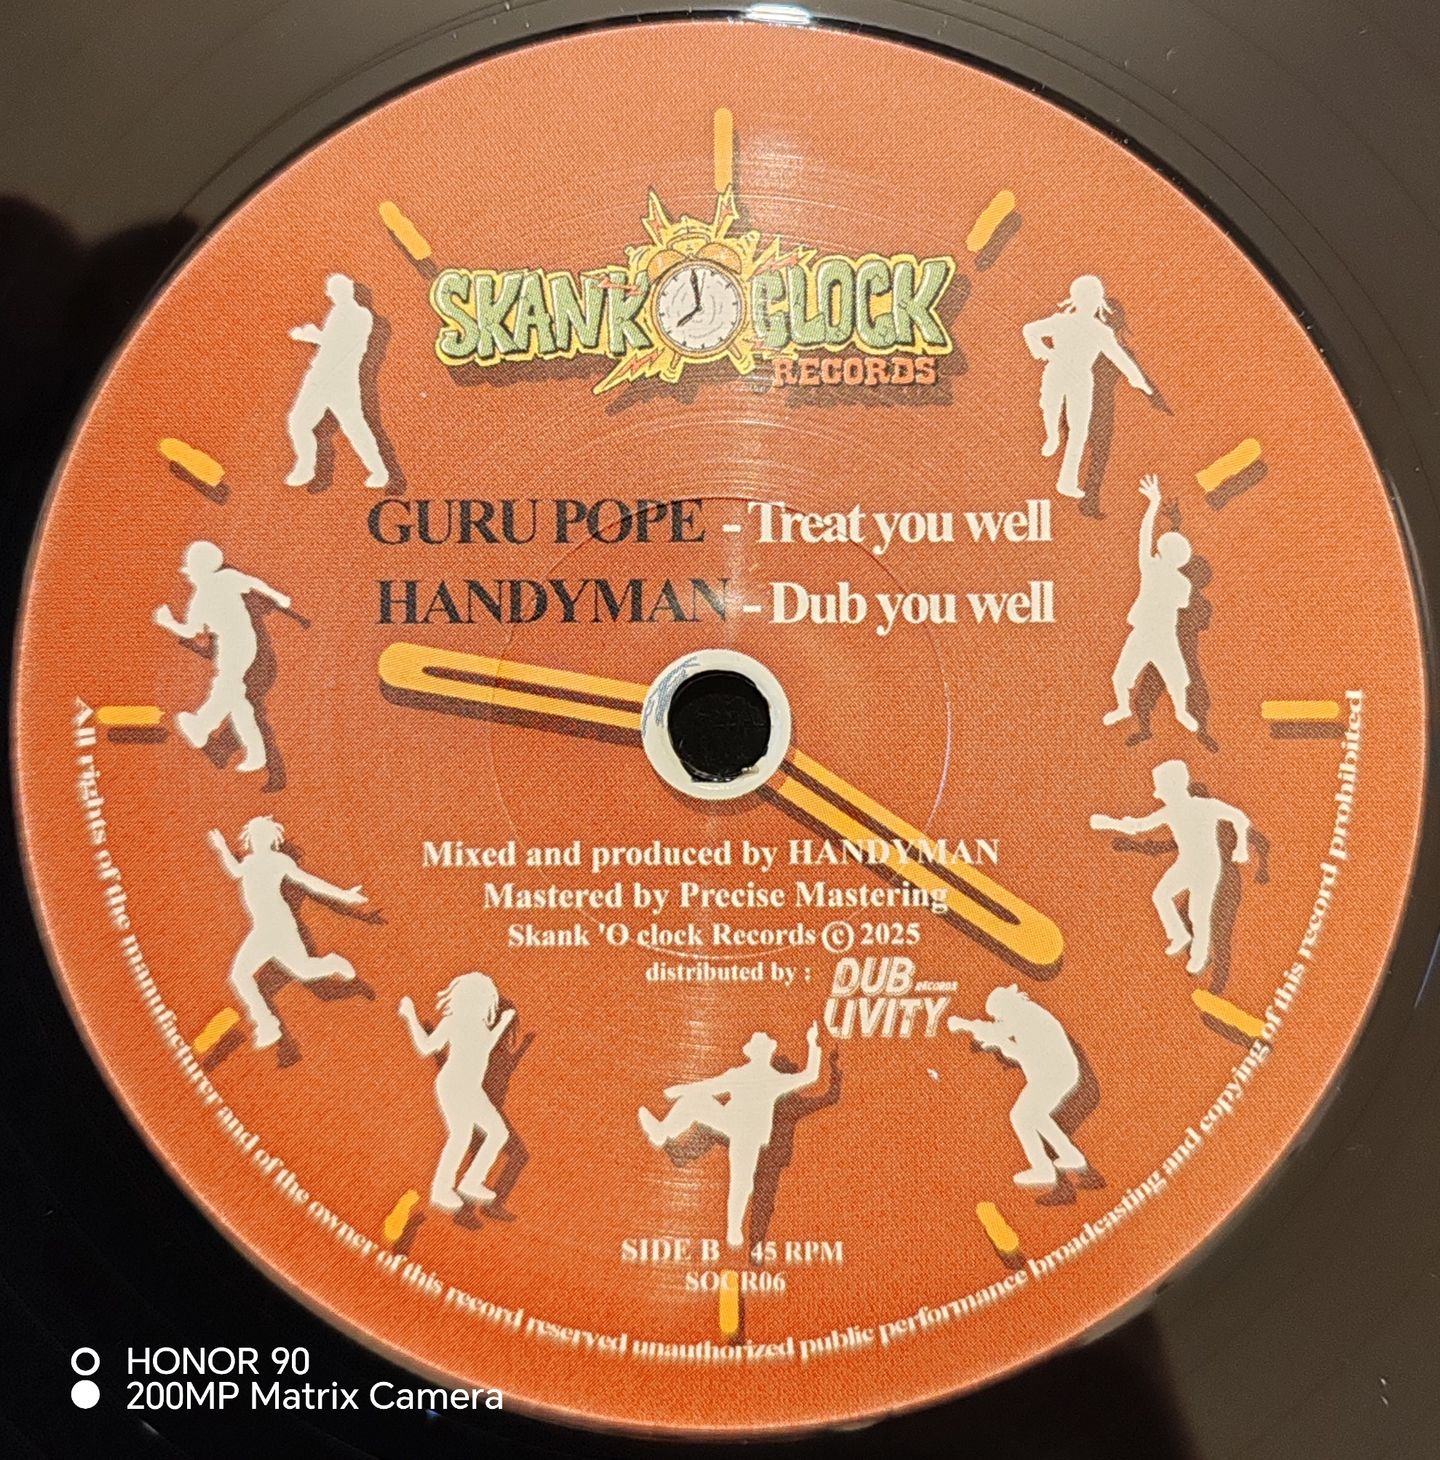 SKANK CLOCK
RECORDS
GURU POPE - Treat you well
HANDYMAN - Dub you well
Mixed and produced by HANDYMAN
Mastered by Precise Mastering
Skank 'O clock Records © 2025
distributed by : DUB LIVITY RECORDS
SIDE B 45 RPM
SOCR06
All rights of the manufacturer and of the owner of this record reserved unauthorized public performance broadcasting and copying of this record prohibited
HONOR 90
200MP Matrix Camera